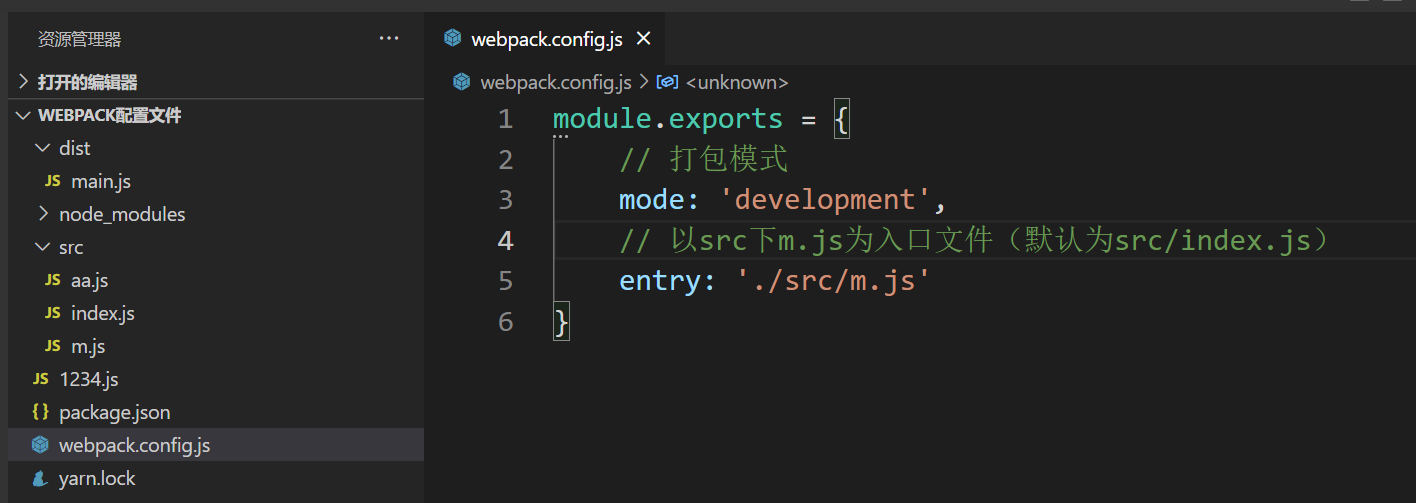 资源管理器
打开的编辑器
WEBPACK配置文件
dist
JS main.js
node_modules
src
JS aa.js
JS index.js
JS m.js
JS 1234.js
{} package.json
webpack.config.js
yarn.lock
webpack.config.js
webpack.config.js > <unknown>
1 module.exports = {
2 // 打包模式
3 mode: 'development',
4 // 以src下m.js为入口文件（默认为src/index.js）
5 entry: './src/m.js'
6 }